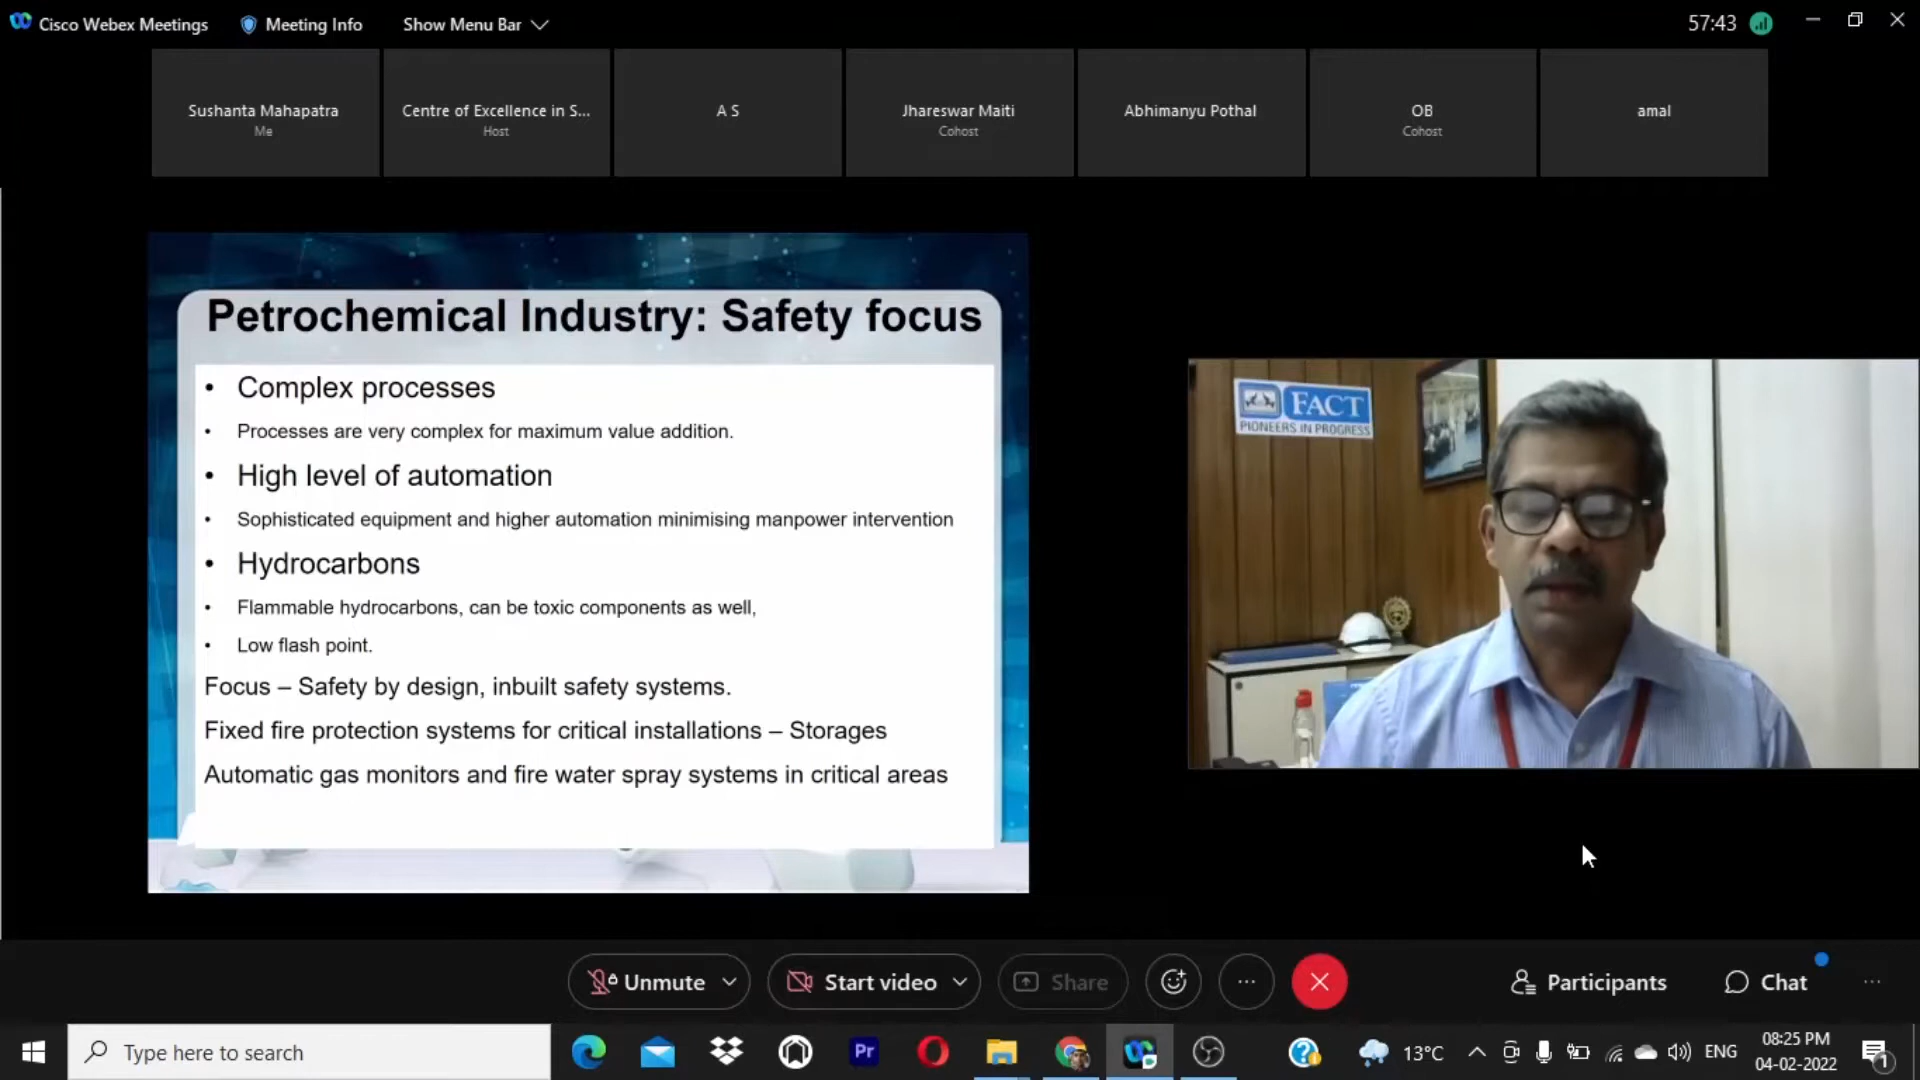 Cisco Webex Meetings
Meeting Info
Show Menu Bar
57:43
Sushanta Mahapatra
Me
Centre of Excellence in S...
Host
A S
Jhareswar Maiti
Cohost
Abhimanyu Pothal
OB
Cohost
amal
Petrochemical Industry: Safety focus
• Complex processes
• Processes are very complex for maximum value addition.
• High level of automation
• Sophisticated equipment and higher automation minimising manpower intervention
• Hydrocarbons
• Flammable hydrocarbons, can be toxic components as well,
• Low flash point.
Focus – Safety by design, inbuilt safety systems.
Fixed fire protection systems for critical installations – Storages
Automatic gas monitors and fire water spray systems in critical areas
FACT
PIONEERS IN PROGRESS
Unmute
Start video
Share
Participants
Chat
Type here to search
Pr
13°C
ENG
08:25 PM
04-02-2022
1